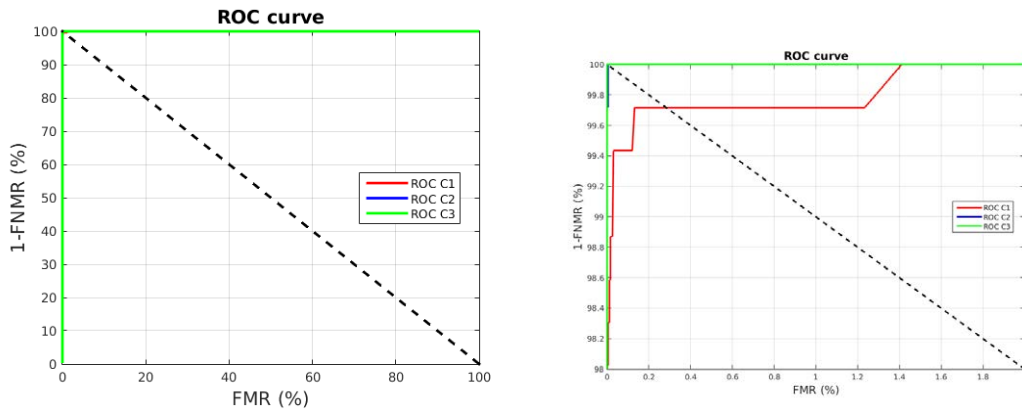 ROC curve
100
90
80
70
60
50
40
30
20
10
0
1-FNMR (%)
0 20 40 60 80 100
FMR (%)
ROC C1
ROC C2
ROC C3
ROC curve
100
99.8
99.6
99.4
99.2
99
98.8
98.6
98.4
98.2
98
1-FNMR (%)
0 0.2 0.4 0.6 0.8 1 1.2 1.4 1.6 1.8
FMR (%)
ROC C1
ROC C2
ROC C3